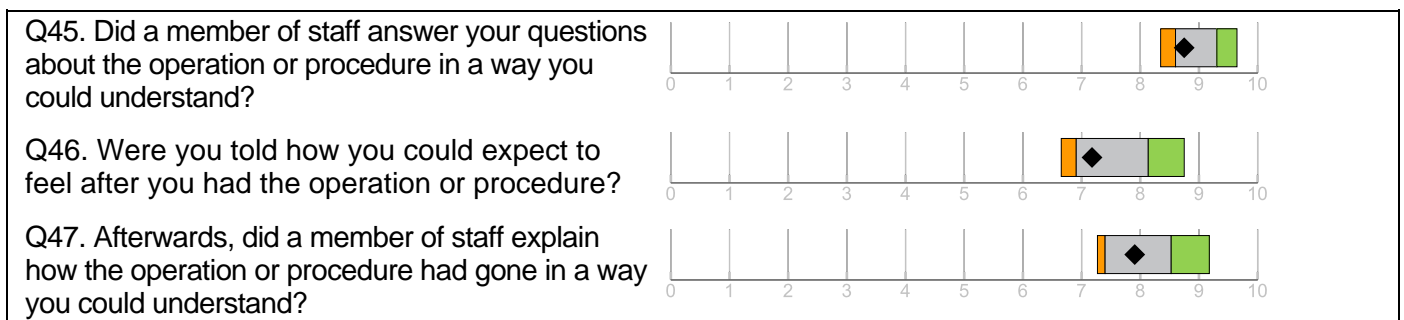 Q45. Did a member of staff answer your questions
about the operation or procedure in a way you
could understand?
0 1 2 3 4 5 6 7 8 9 10
Q46. Were you told how you could expect to
feel after you had the operation or procedure?
0 1 2 3 4 5 6 7 8 9 10
Q47. Afterwards, did a member of staff explain
how the operation or procedure had gone in a way
you could understand?
0 1 2 3 4 5 6 7 8 9 10